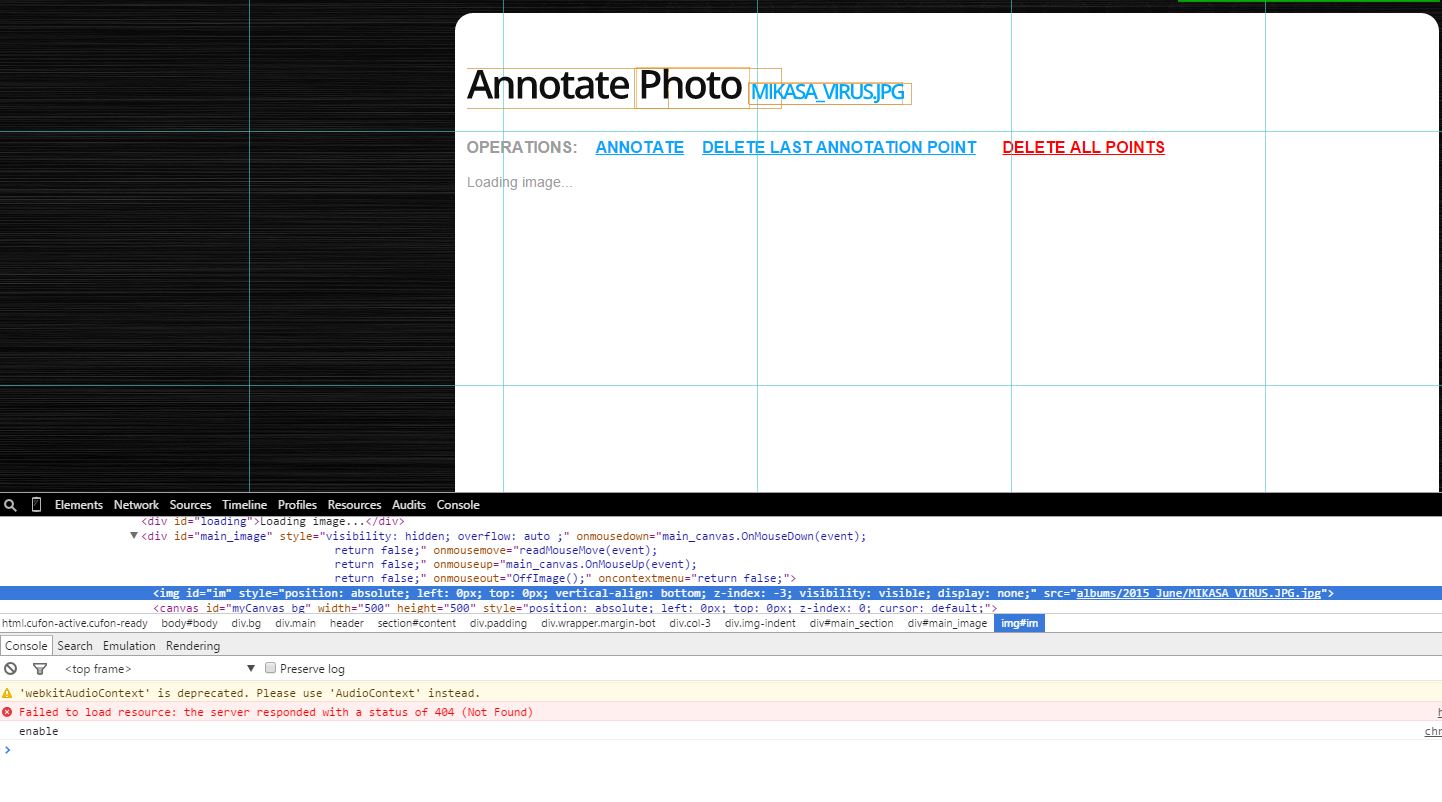 Annotate Photo MIKASA_VIRUS.JPG
OPERATIONS: ANNOTATE DELETE LAST ANNOTATION POINT DELETE ALL POINTS
Loading image...
Elements Network Sources Timeline Profiles Resources Audits Console
<div id="loading">Loading image...</div>
▼<div id="main_image" style="visibility: hidden; overflow: auto ;" onmousedown="main_canvas.OnMouseDown(event);
return false;" onmousemove="readMouseMove(event);
return false;" onmouseup="main_canvas.OnMouseUp(event);
return false;" onmouseout="OffImage();" oncontextmenu="return false;">
<img id="im" style="position: absolute; left: 0px; top: 0px; vertical-align: bottom; z-index: -3; visibility: visible; display: none;" src="albums/2015_June/MIKASA_VIRUS.JPG.jpg">
<canvas id="myCanvas_bg" width="500" height="500" style="position: absolute; left: 0px; top: 0px; z-index: 0; cursor: default;">
html.cufon-active.cufon-ready body#body div.bg div.main header section#content div.padding div.wrapper.margin-bot div.col-3 div.img-indent div#main_section div#main_image img#im
Console Search Emulation Rendering
<top frame> ▼ Preserve log
'webkitAudioContext' is deprecated. Please use 'AudioContext' instead.
Failed to load resource: the server responded with a status of 404 (Not Found) h
enable chr
>